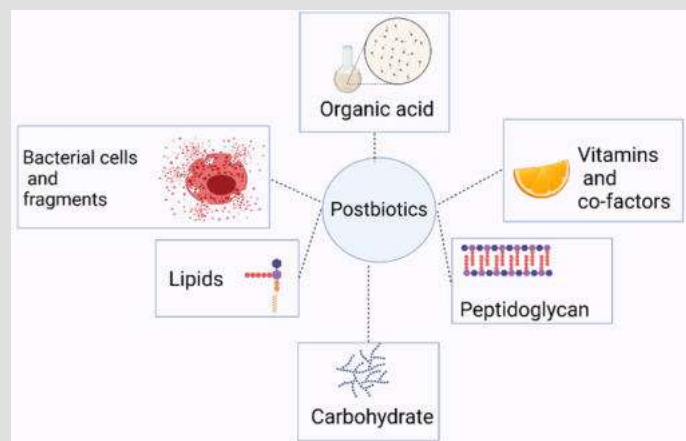 Organic acid
Bacterial cells
and
fragments
Vitamins
and
co-factors
Postbiotics
Lipids
Peptidoglycan
Carbohydrate